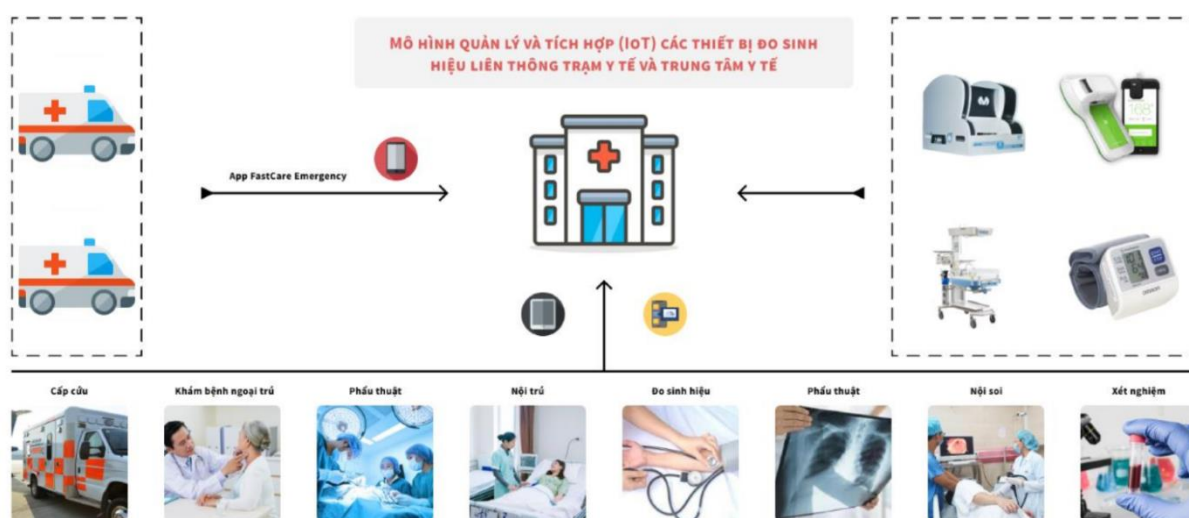 MÔ HÌNH QUẢN LÝ VÀ TÍCH HỢP (IoT) CÁC THIẾT BỊ ĐO SINH
HIỆU LIÊN THÔNG TRẠM Y TẾ VÀ TRUNG TÂM Y TẾ
App FastCare Emergency
Cấp cứu
Khám bệnh ngoại trú
Phẩu thuật
Nội trú
Đo sinh hiệu
Phẩu thuật
Nội soi
Xét nghiệm